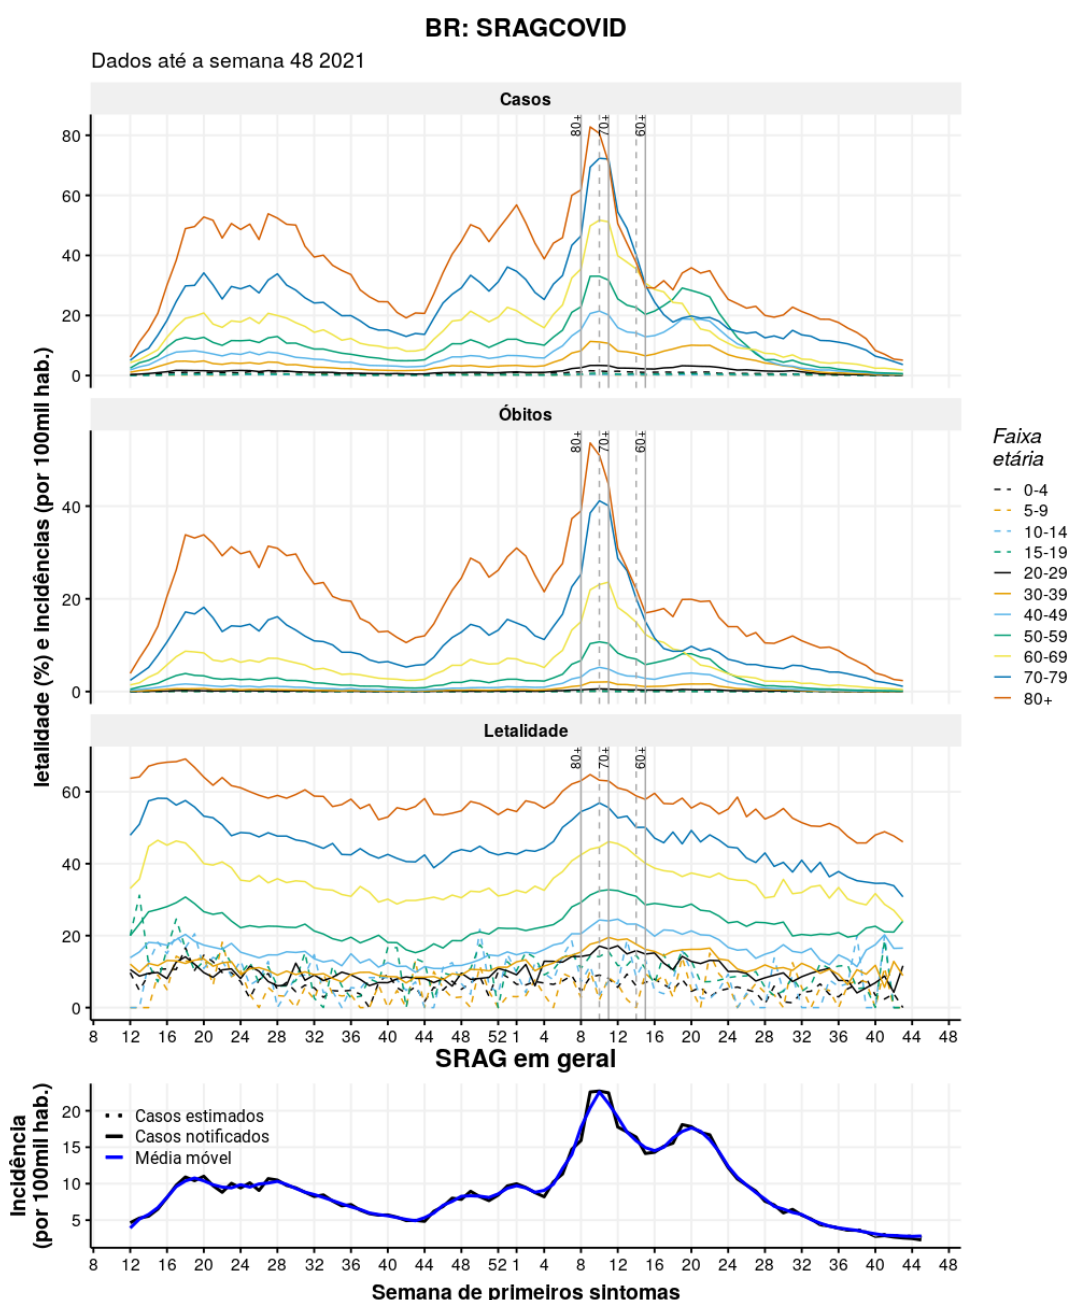 BR: SRAGCOVID
Dados até a semana 48 2021
Casos
80+ 70+ 60+
80
60
40
20
0
Óbitos
80+ 70+ 60+
40
20
0
Letalidade
80+ 70+ 60+
60
40
20
0
8 12 16 20 24 28 32 36 40 44 48 52 1 4 8 12 16 20 24 28 32 36 40 44 48
letalidade (%) e incidências (por 100mil hab.)
Faixa
etária
0-4
5-9
10-14
15-19
20-29
30-39
40-49
50-59
60-69
70-79
80+
SRAG em geral
Casos estimados
Casos notificados
Média móvel
20
15
10
5
Incidência
(por 100mil hab.)
8 12 16 20 24 28 32 36 40 44 48 52 1 4 8 12 16 20 24 28 32 36 40 44 48
Semana de primeiros sintomas